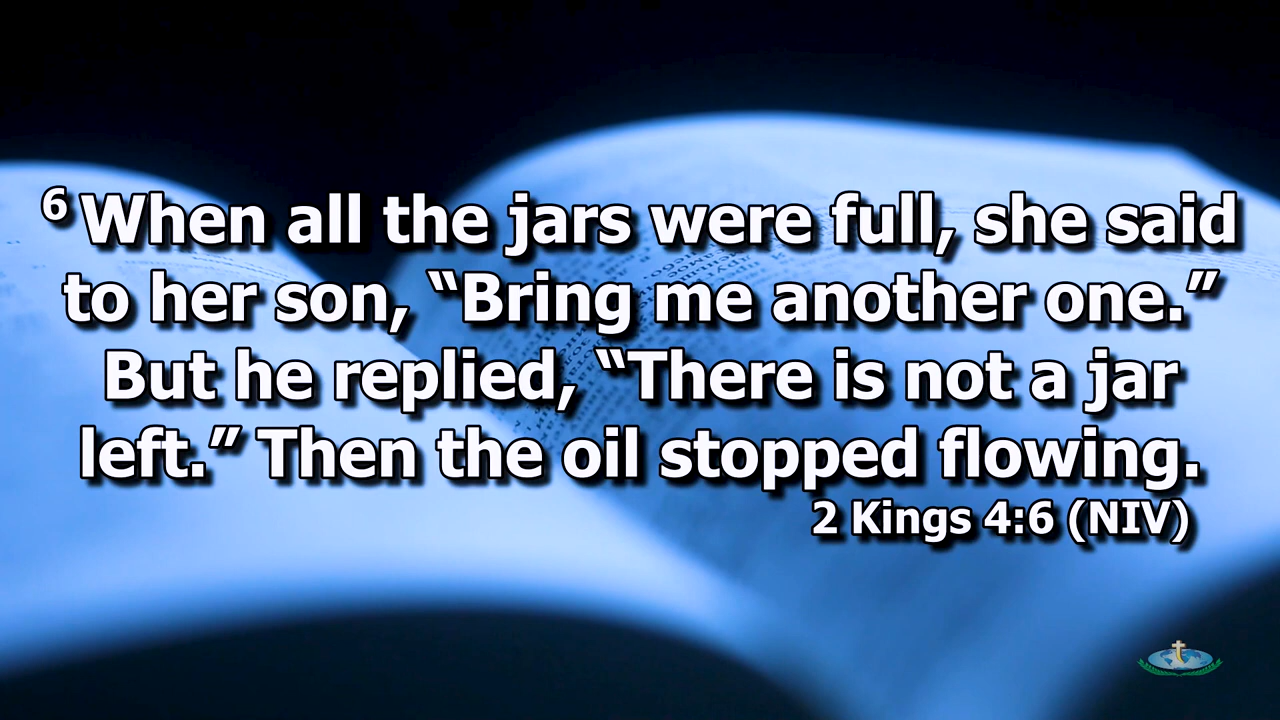 6 When all the jars were full, she said
to her son, “Bring me another one.”
But he replied, “There is not a jar
left.” Then the oil stopped flowing.
2 Kings 4:6 (NIV)